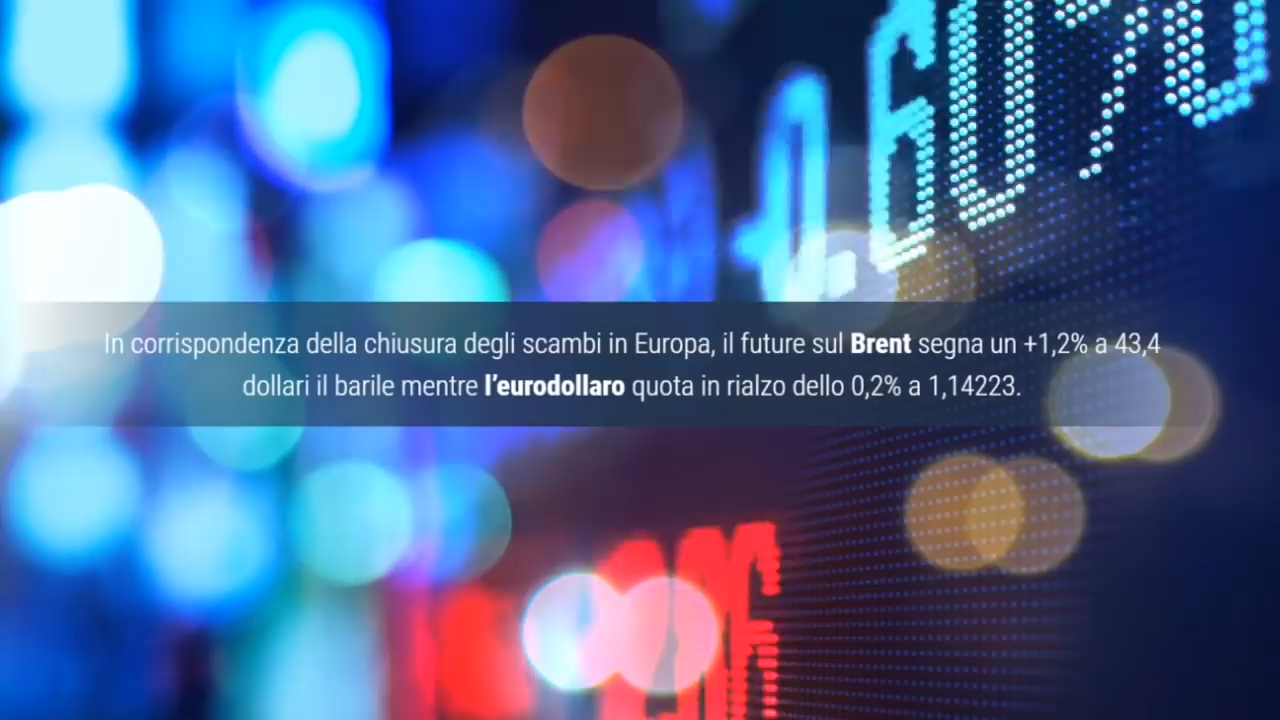 In corrispondenza della chiusura degli scambi in Europa, il future sul Brent segna un +1,2% a 43,4
dollari il barile mentre l’eurodollaro quota in rialzo dello 0,2% a 1,14223.